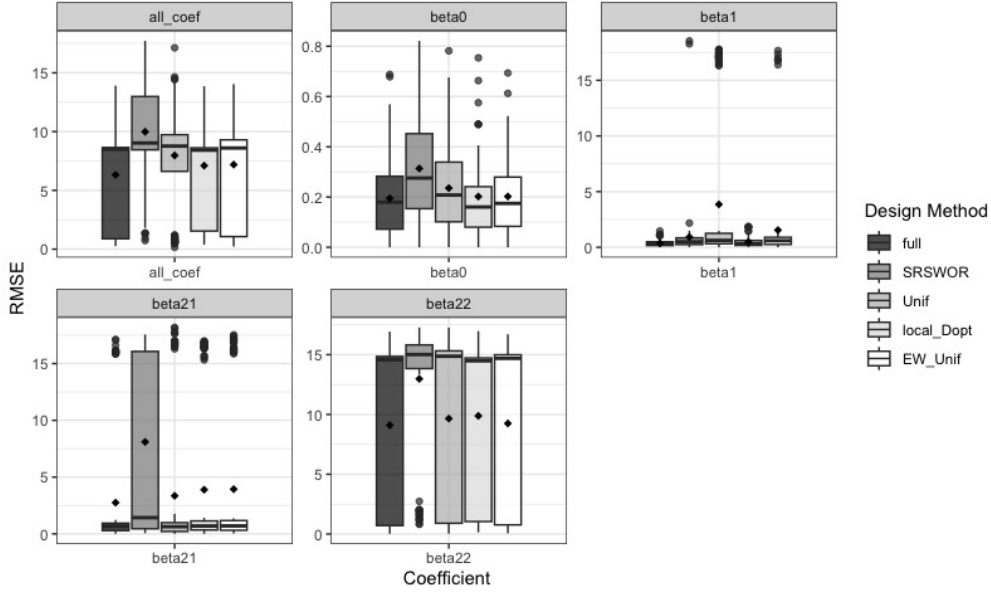 all_coef
beta0
beta1
15
10
5
0
0.8
0.6
0.4
0.2
0.0
15
10
5
0
all_coef
beta0
beta1
RMSE
beta21
beta22
15
10
5
0
15
10
5
0
beta21
beta22
Coefficient
Design Method
full
SRSWOR
Unif
local_Dopt
EW_Unif